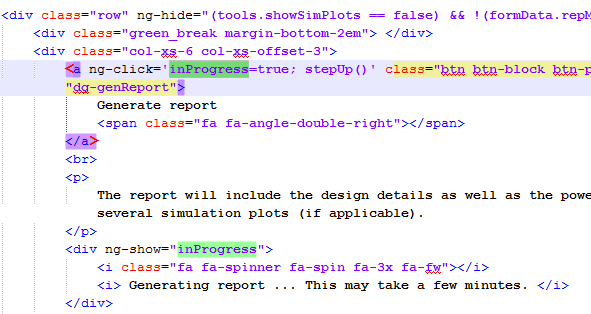 <div class="row" ng-hide="(tools.showSimPlots == false) && !(formData.repM
<div class="green_break margin-bottom-2em"> </div>
<div class="col-xs-6 col-xs-offset-3">
<a ng-click='inProgress=true; stepUp()' class="btn btn-block btn-p
"dg-genReport">
Generate report
<span class="fa fa-angle-double-right"></span>
</a>
<br>
<p>
The report will include the design details as well as the powe
several simulation plots (if applicable).
</p>
<div ng-show="inProgress">
<i class="fa fa-spinner fa-spin fa-3x fa-fw"></i>
<i> Generating report ... This may take a few minutes. </i>
</div>